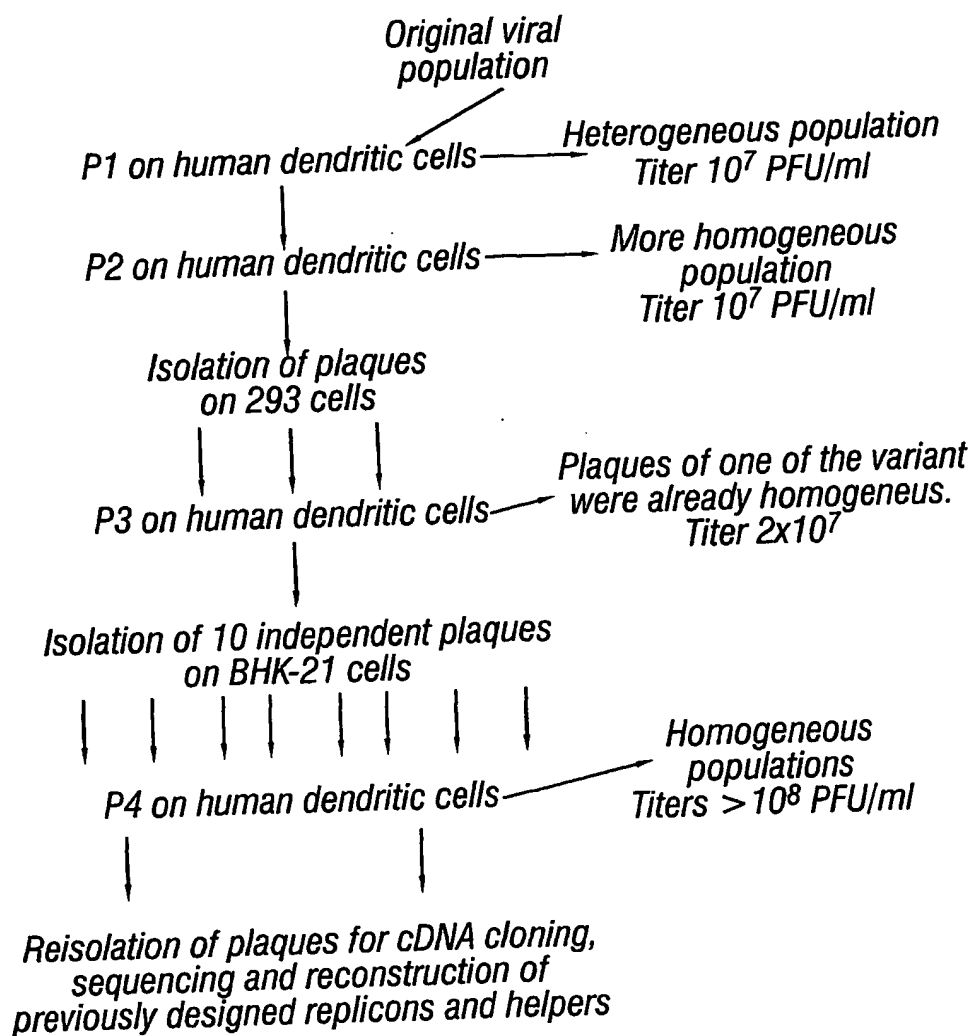 Original viral
population
P1 on human dendritic cells
Heterogeneous population
Titer 10⁷ PFU/ml
P2 on human dendritic cells
More homogeneous
population
Titer 10⁷ PFU/ml
Isolation of plaques
on 293 cells
P3 on human dendritic cells
Plaques of one of the variant
were already homogeneus.
Titer 2x10⁷
Isolation of 10 independent plaques
on BHK-21 cells
P4 on human dendritic cells
Homogeneous
populations
Titers >10⁸ PFU/ml
Reisolation of plaques for cDNA cloning,
sequencing and reconstruction of
previously designed replicons and helpers